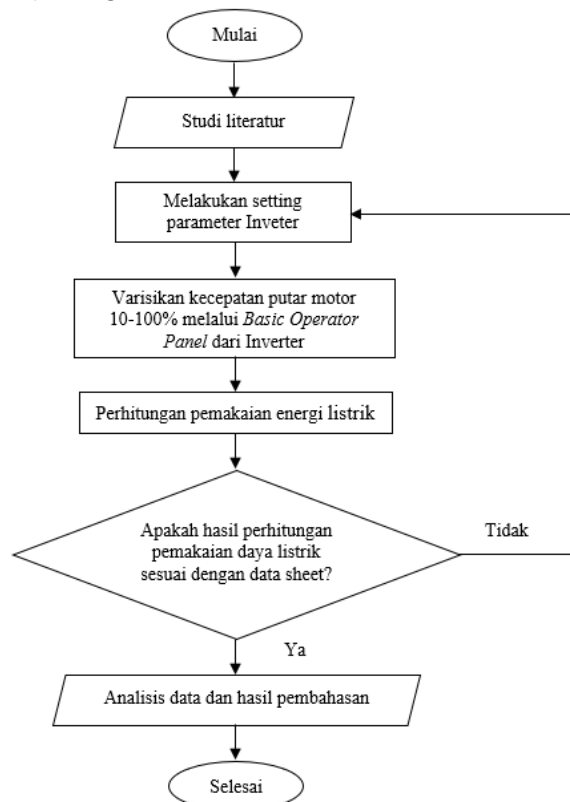 Mulai
Studi literatur
Melakukan setting
parameter Inveter
Varisikan kecepatan putar motor
10-100% melalui Basic Operator
Panel dari Inverter
Perhitungan pemakaian energi listrik
Apakah hasil perhitungan
pemakaian daya listrik
sesuai dengan data sheet?
Tidak
Ya
Analisis data dan hasil pembahasan
Selesai